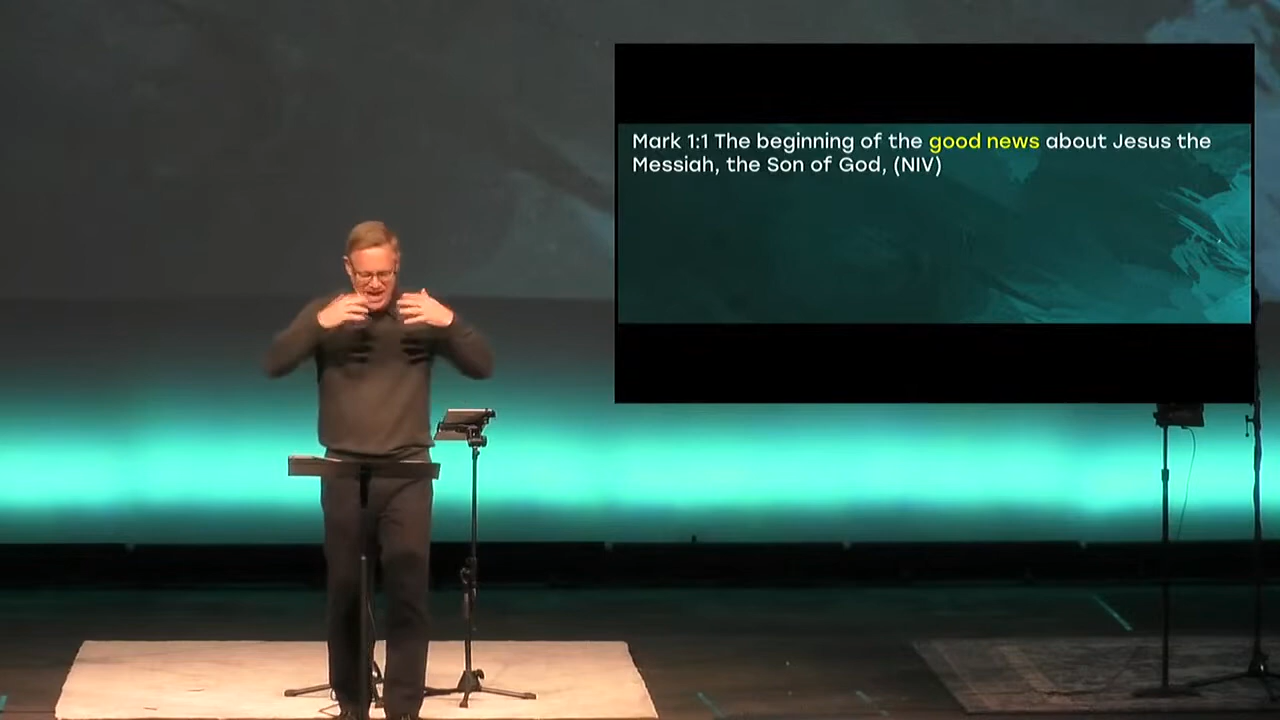 Mark 1:1 The beginning of the good news about Jesus the
Messiah, the Son of God, (NIV)